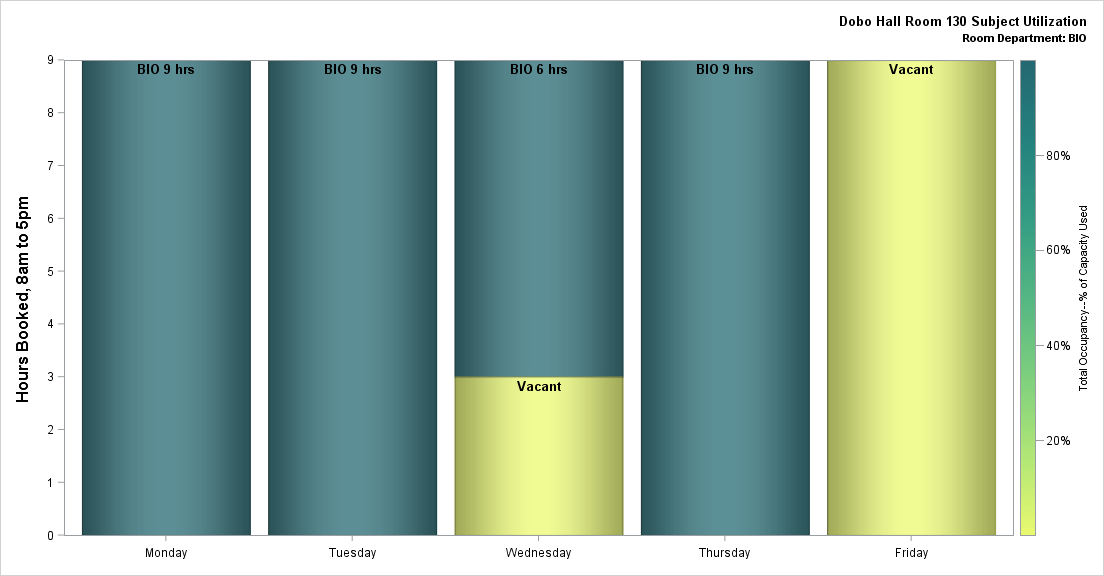 Dobo Hall Room 130 Subject Utilization
Room Department: BIO
Hours Booked, 8am to 5pm
9
8
7
6
5
4
3
2
1
0
BIO 9 hrs
BIO 9 hrs
BIO 6 hrs
BIO 9 hrs
Vacant
Vacant
Monday
Tuesday
Wednesday
Thursday
Friday
80%
60%
40%
20%
Total Occupancy--% of Capacity Used